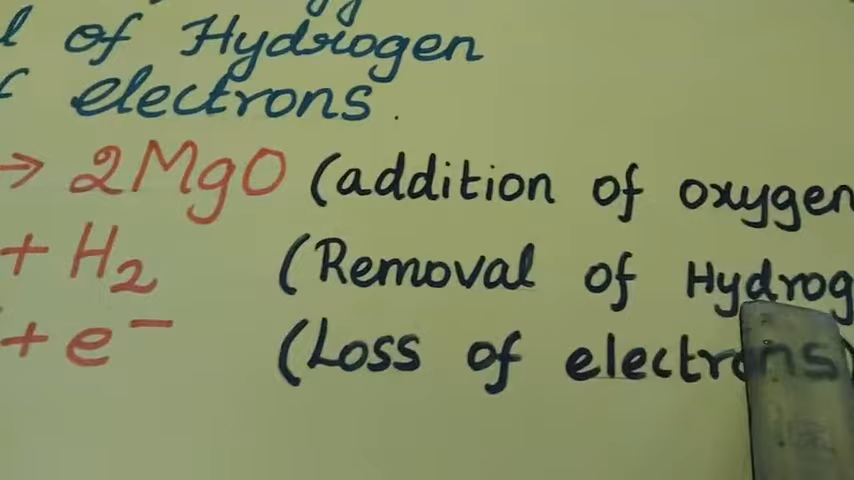 l of Hydrogen
f electrons.
→ 2MgO (addition of oxygen
+ H₂ (Removal of Hydrog
+ e⁻ (Loss of electrons)